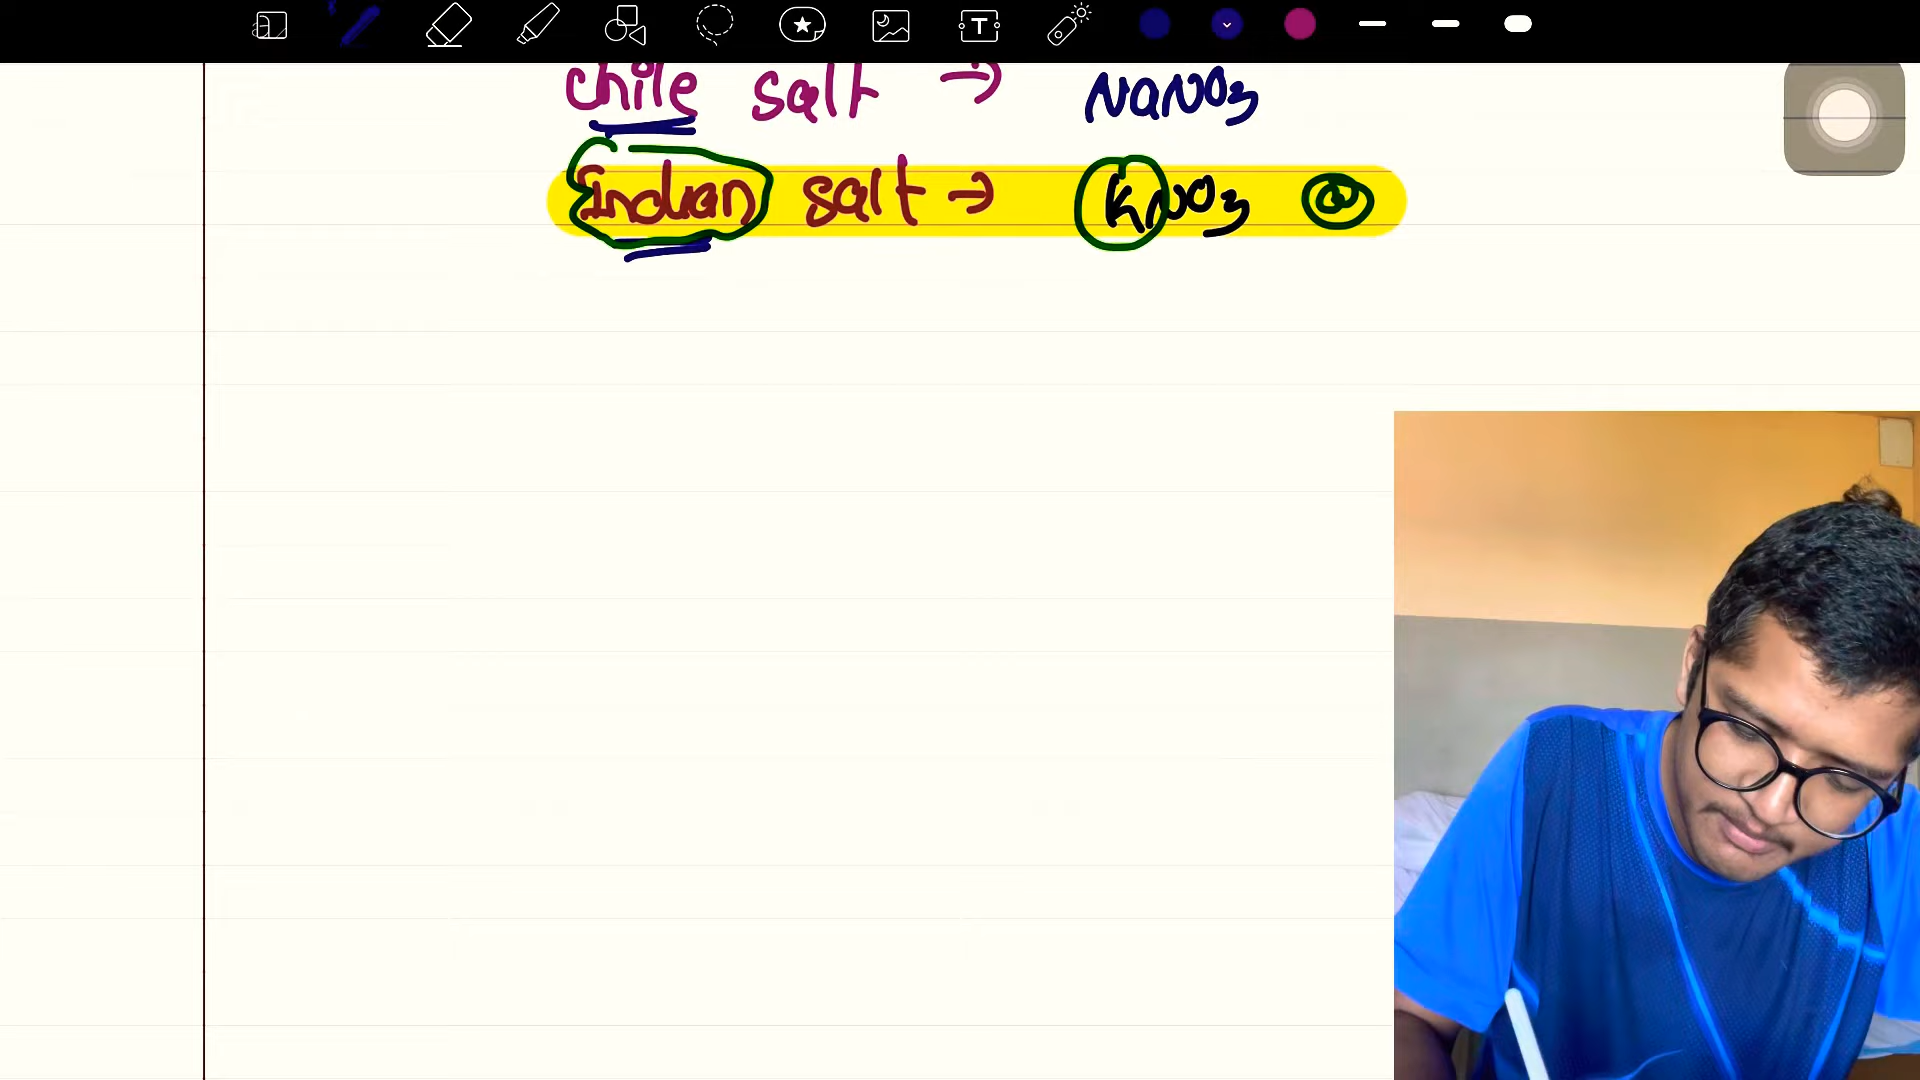 Chile salt → NaNO3
Indian salt → KNO3